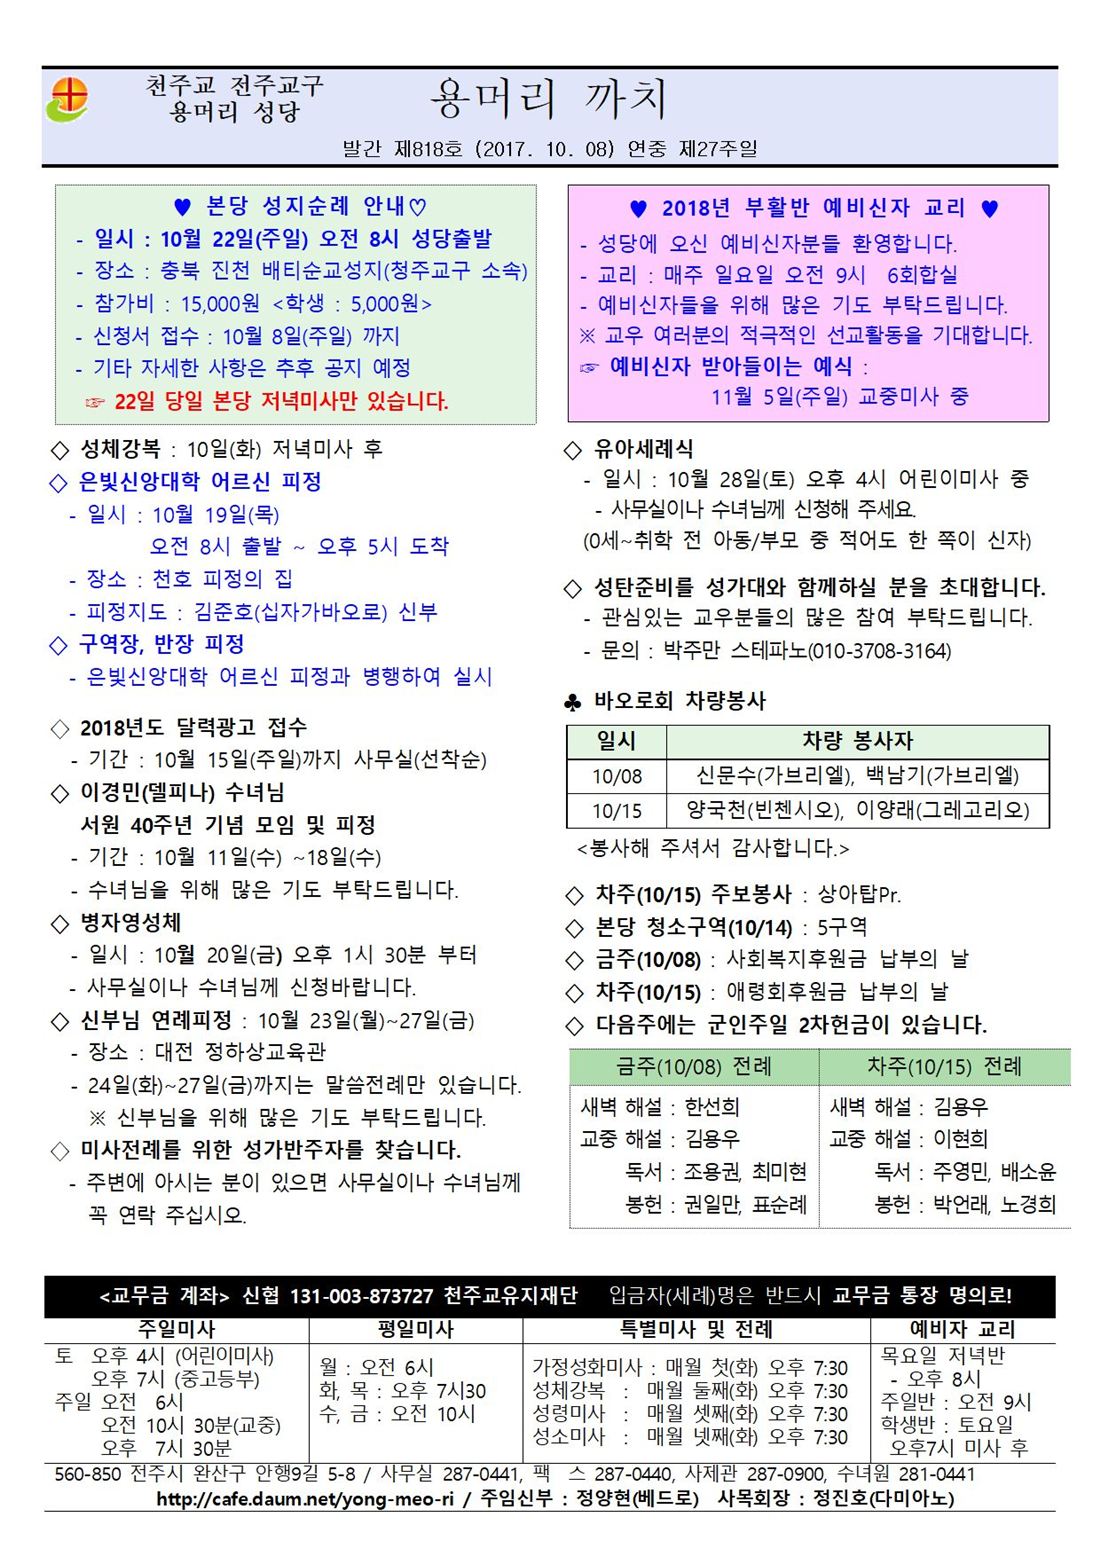 천주교 전주교구
용머리 성당
용머리 까치
발간 제818호 (2017. 10. 08) 연중 제27주일
♥ 본당 성지순례 안내♡
- 일시 : 10월 22일(주일) 오전 8시 성당출발
- 장소 : 충북 진천 배티순교성지(청주교구 소속)
- 참가비 : 15,000원 <학생 : 5,000원>
- 신청서 접수 : 10월 8일(주일) 까지
- 기타 자세한 사항은 추후 공지 예정
☞ 22일 당일 본당 저녁미사만 있습니다.
◇ 성체강복 : 10일(화) 저녁미사 후
◇ 은빛신앙대학 어르신 피정
- 일시 : 10월 19일(목)
오전 8시 출발 ~ 오후 5시 도착
- 장소 : 천호 피정의 집
- 피정지도 : 김준호(십자가바오로) 신부
◇ 구역장, 반장 피정
- 은빛신앙대학 어르신 피정과 병행하여 실시
◇ 2018년도 달력광고 접수
- 기간 : 10월 15일(주일)까지 사무실(선착순)
◇ 이경민(델피나) 수녀님
서원 40주년 기념 모임 및 피정
- 기간 : 10월 11일(수) ~18일(수)
- 수녀님을 위해 많은 기도 부탁드립니다.
◇ 병자영성체
- 일시 : 10월 20일(금) 오후 1시 30분 부터
- 사무실이나 수녀님께 신청바랍니다.
◇ 신부님 연례피정 : 10월 23일(월)~27일(금)
- 장소 : 대전 정하상교육관
- 24일(화)~27일(금)까지는 말씀전례만 있습니다.
※ 신부님을 위해 많은 기도 부탁드립니다.
◇ 미사전례를 위한 성가반주자를 찾습니다.
- 주변에 아시는 분이 있으면 사무실이나 수녀님께
꼭 연락 주십시오.
♥ 2018년 부활반 예비신자 교리 ♥
- 성당에 오신 예비신자분들 환영합니다.
- 교리 : 매주 일요일 오전 9시 6회합실
- 예비신자들을 위해 많은 기도 부탁드립니다.
※ 교우 여러분의 적극적인 선교활동을 기대합니다.
☞ 예비신자 받아들이는 예식 :
11월 5일(주일) 교중미사 중
◇ 유아세례식
- 일시 : 10월 28일(토) 오후 4시 어린이미사 중
- 사무실이나 수녀님께 신청해 주세요.
(0세~취학 전 아동/부모 중 적어도 한 쪽이 신자)
◇ 성탄준비를 성가대와 함께하실 분을 초대합니다.
- 관심있는 교우분들의 많은 참여 부탁드립니다.
- 문의 : 박주만 스테파노(010-3708-3164)
♣ 바오로회 차량봉사
일시 차량 봉사자
10/08 신문수(가브리엘), 백남기(가브리엘)
10/15 양국천(빈첸시오), 이양래(그레고리오)
<봉사해 주셔서 감사합니다.>
◇ 차주(10/15) 주보봉사 : 상아탑Pr.
◇ 본당 청소구역(10/14) : 5구역
◇ 금주(10/08) : 사회복지후원금 납부의 날
◇ 차주(10/15) : 애령회후원금 납부의 날
◇ 다음주에는 군인주일 2차헌금이 있습니다.
금주(10/08) 전례 차주(10/15) 전례
새벽 해설 : 한선희 새벽 해설 : 김용우
교중 해설 : 김용우 교중 해설 : 이현희
독서 : 조용권, 최미현 독서 : 주영민, 배소윤
봉헌 : 권일만, 표순례 봉헌 : 박언래, 노경희
<교무금 계좌> 신협 131-003-873727 천주교유지재단 입금자(세례)명은 반드시 교무금 통장 명의로!
주일미사 평일미사 특별미사 및 전례 예비자 교리
토 오후 4시 (어린이미사)
오후 7시 (중고등부)
주일 오전 6시
오전 10시 30분(교중)
오후 7시 30분
월 : 오전 6시
화, 목 : 오후 7시30
수, 금 : 오전 10시
가정성화미사 : 매월 첫(화) 오후 7:30
성체강복 : 매월 둘째(화) 오후 7:30
성령미사 : 매월 셋째(화) 오후 7:30
성소미사 : 매월 넷째(화) 오후 7:30
목요일 저녁반
- 오후 8시
주일반 : 오전 9시
학생반 : 토요일
오후7시 미사 후
560-850 전주시 완산구 안행9길 5-8 / 사무실 287-0441, 팩 스 287-0440, 사제관 287-0900, 수녀원 281-0441
http://cafe.daum.net/yong-meo-ri / 주임신부 : 정양현(베드로) 사목회장 : 정진호(다미아노)